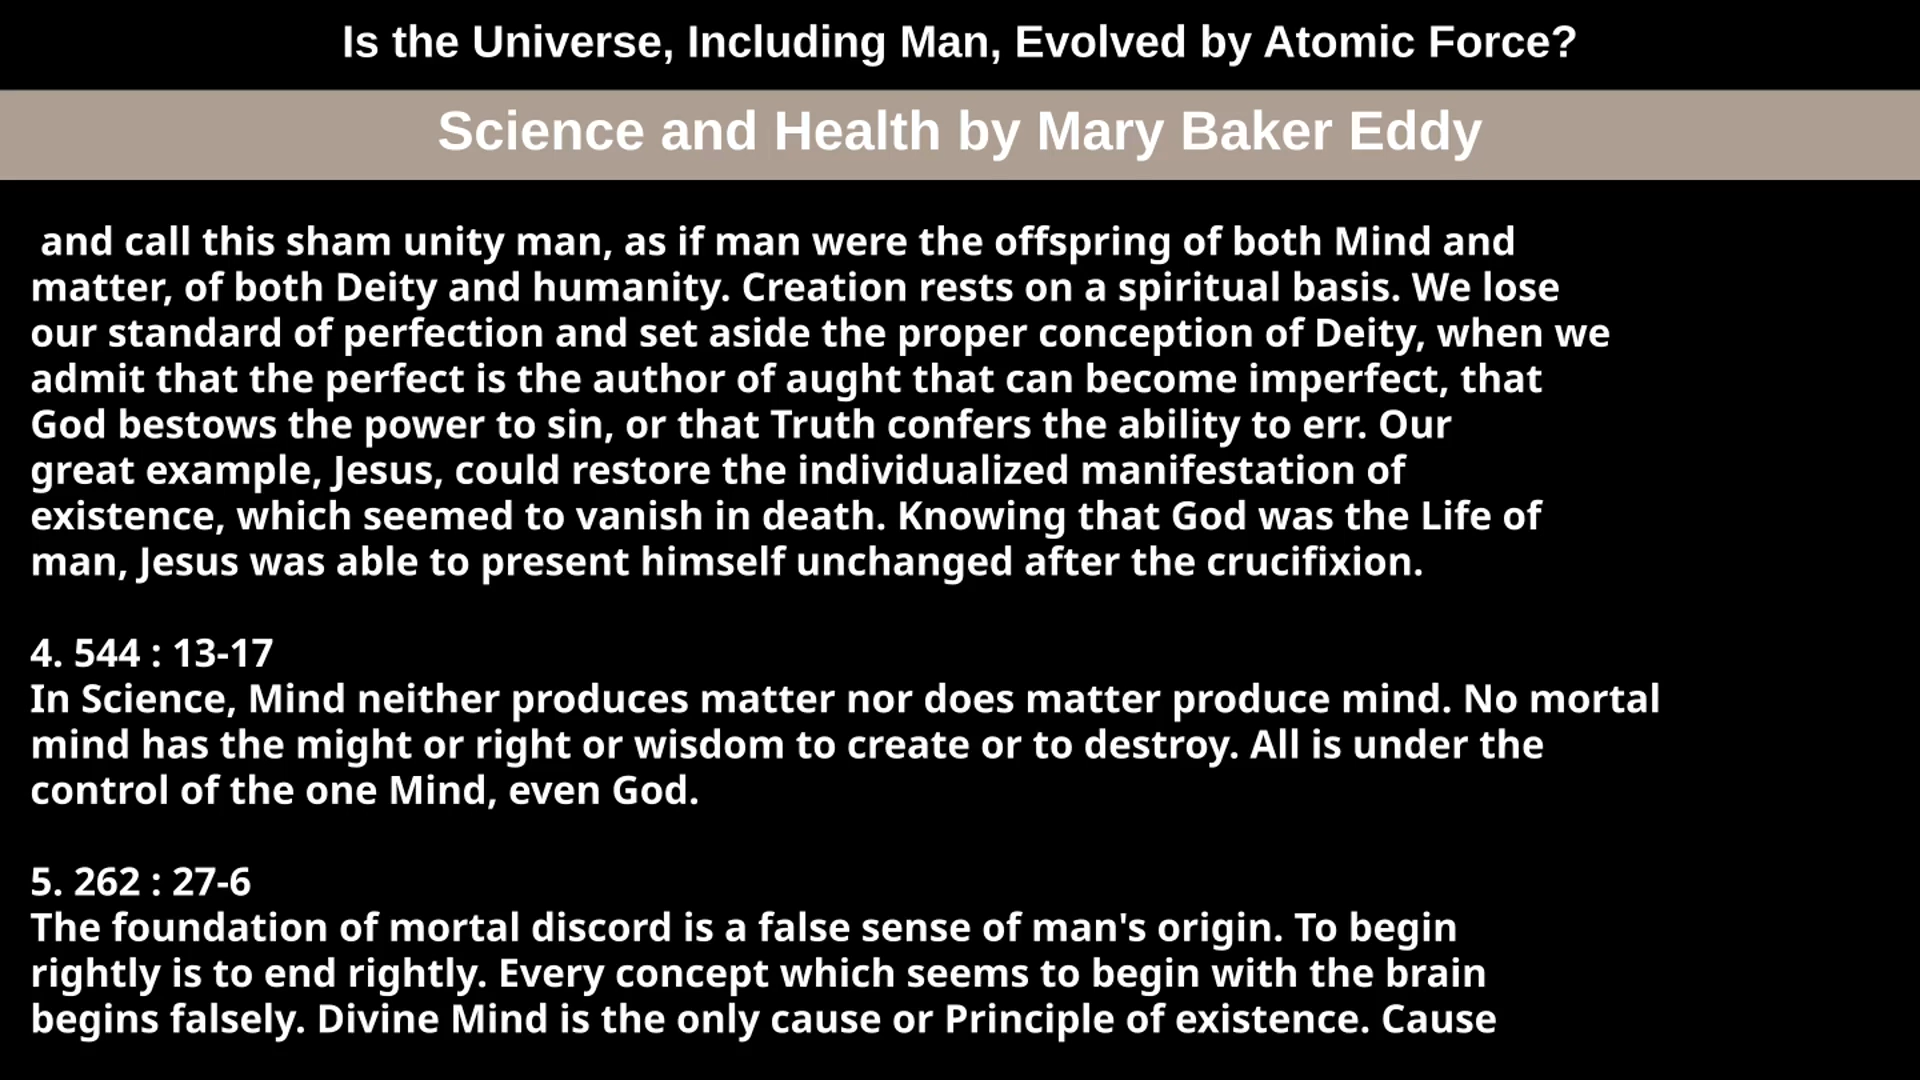 Is the Universe, Including Man, Evolved by Atomic Force?
Science and Health by Mary Baker Eddy
and call this sham unity man, as if man were the offspring of both Mind and
matter, of both Deity and humanity. Creation rests on a spiritual basis. We lose
our standard of perfection and set aside the proper conception of Deity, when we
admit that the perfect is the author of aught that can become imperfect, that
God bestows the power to sin, or that Truth confers the ability to err. Our
great example, Jesus, could restore the individualized manifestation of
existence, which seemed to vanish in death. Knowing that God was the Life of
man, Jesus was able to present himself unchanged after the crucifixion.
4. 544 : 13-17
In Science, Mind neither produces matter nor does matter produce mind. No mortal
mind has the might or right or wisdom to create or to destroy. All is under the
control of the one Mind, even God.
5. 262 : 27-6
The foundation of mortal discord is a false sense of man's origin. To begin
rightly is to end rightly. Every concept which seems to begin with the brain
begins falsely. Divine Mind is the only cause or Principle of existence. Cause